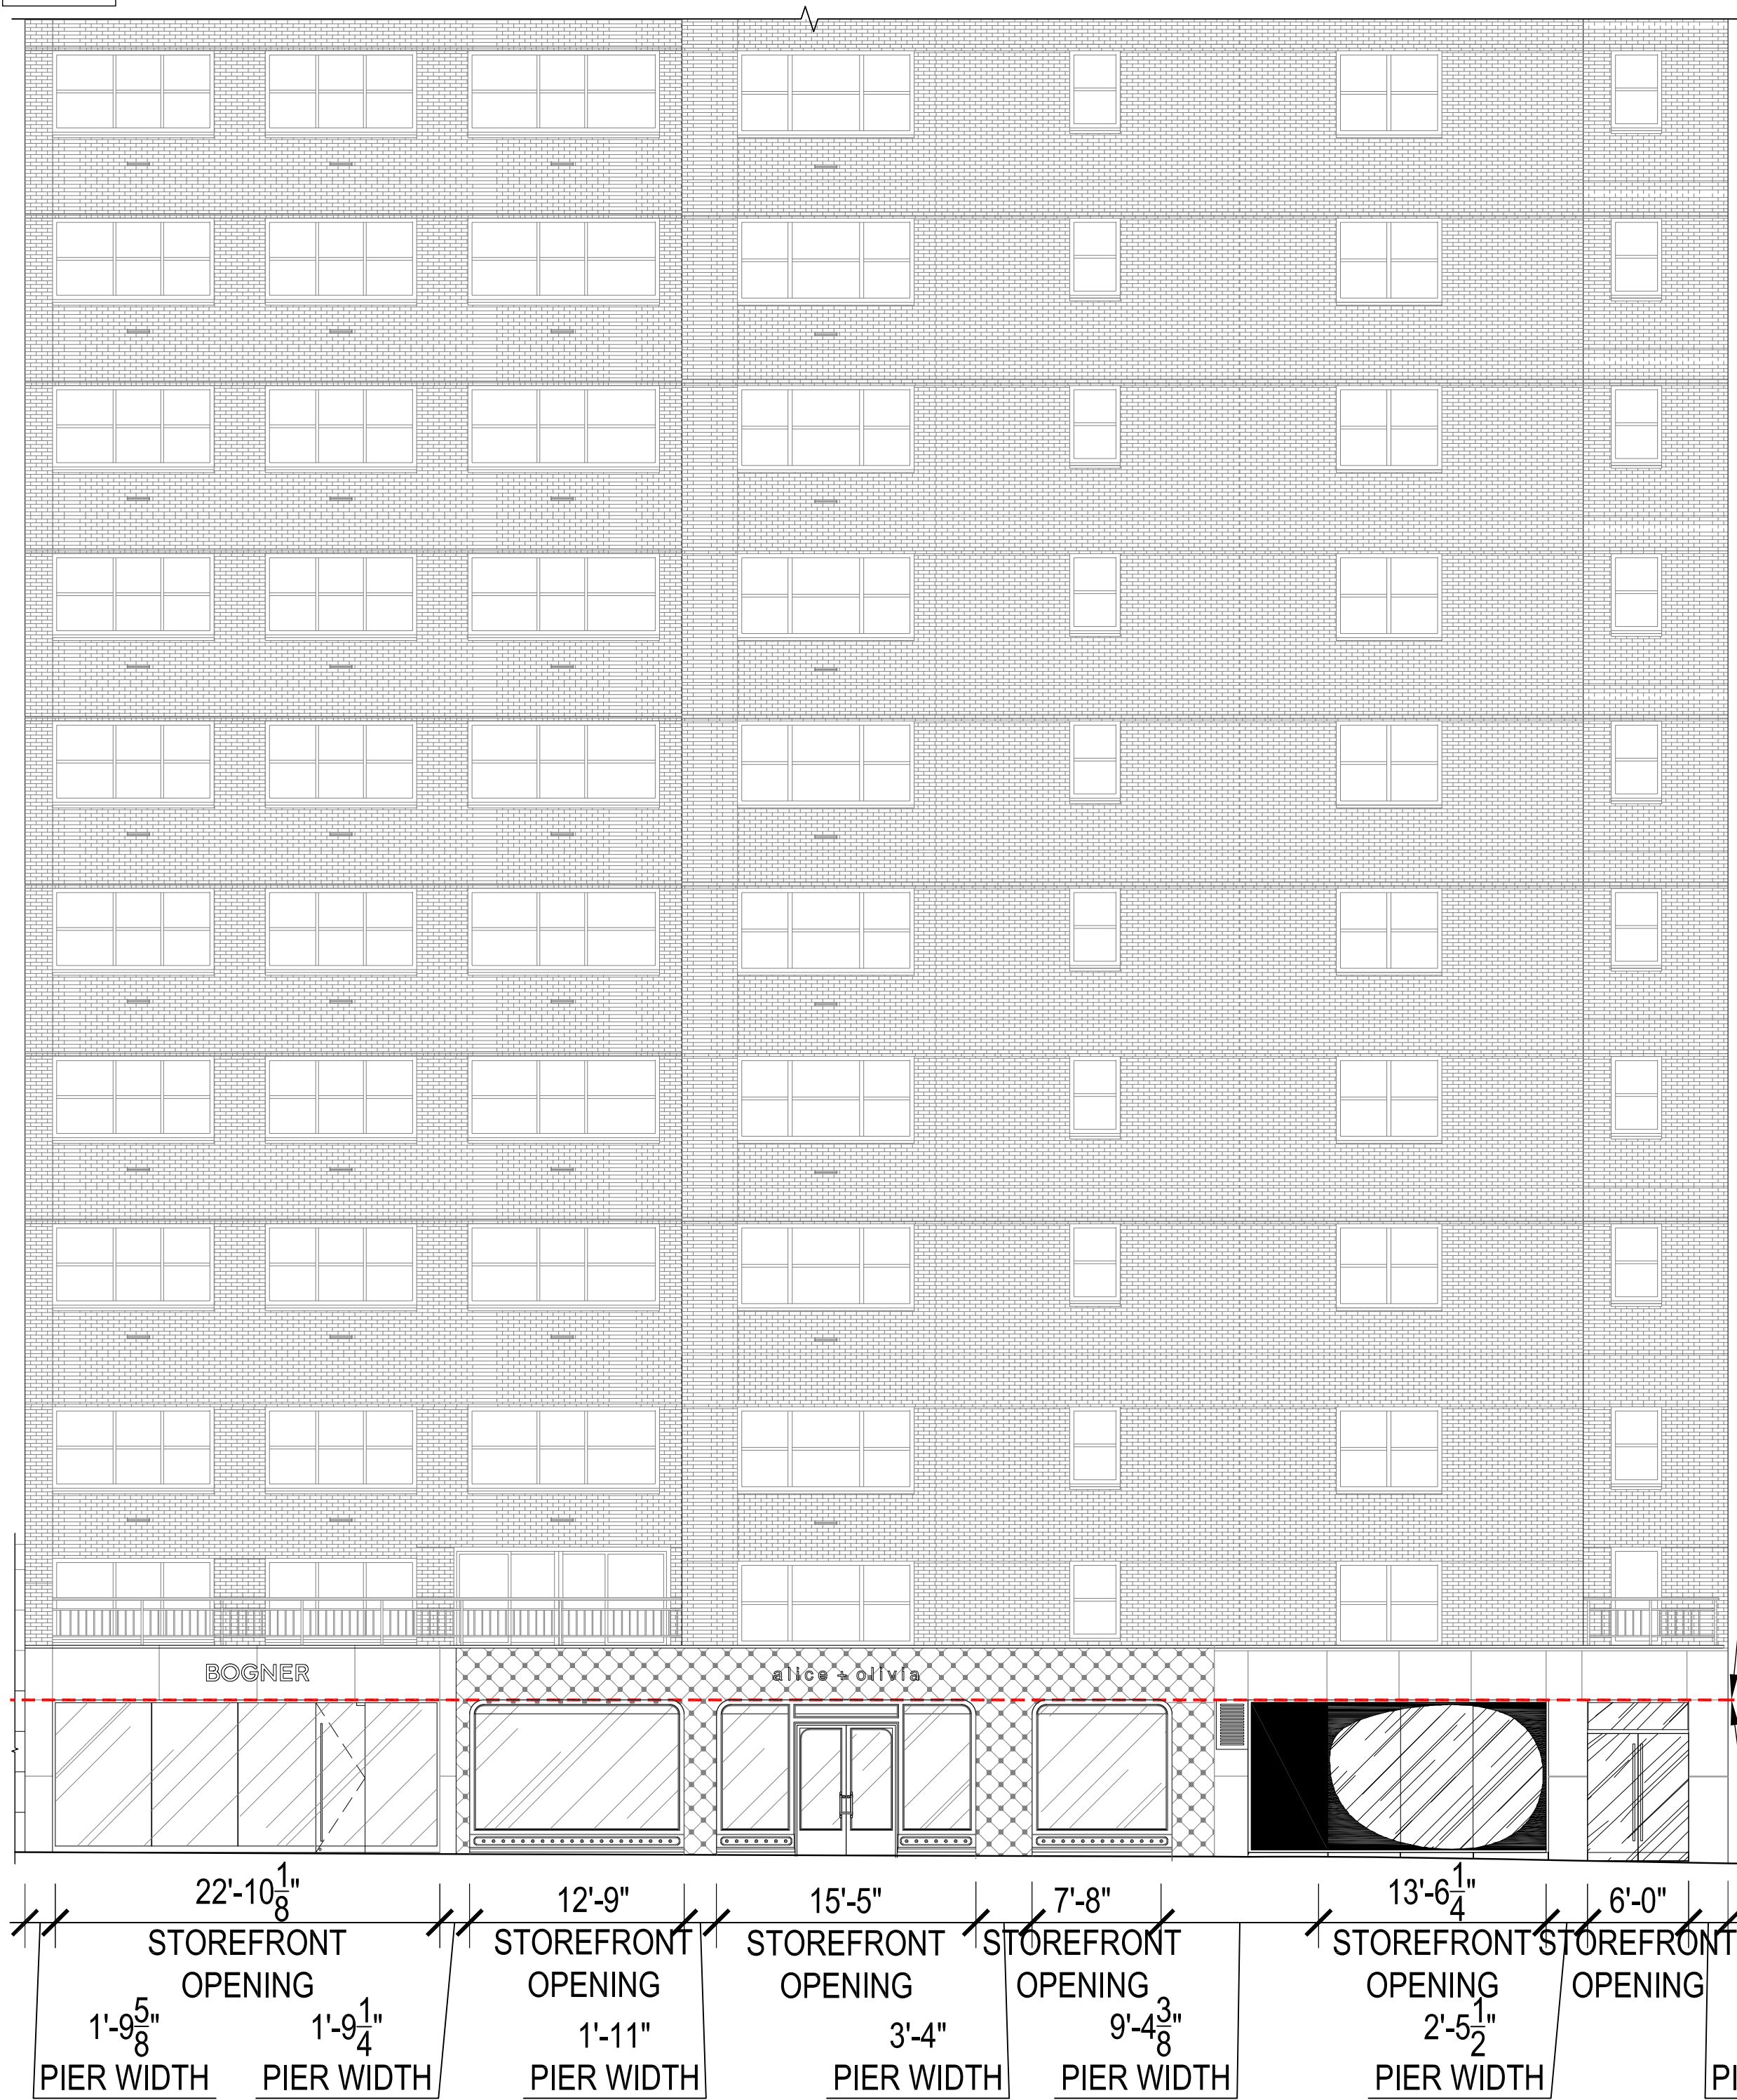 BOGNER
alice + olivia
22'-10 1/8"
STOREFRONT
OPENING
12'-9"
STOREFRONT
OPENING
15'-5"
STOREFRONT
OPENING
7'-8"
STOREFRONT
OPENING
13'-6 1/4"
STOREFRONT
OPENING
6'-0"
STOREFRONT
OPENING
1'-9 5/8"
PIER WIDTH
1'-9 1/4"
PIER WIDTH
1'-11"
PIER WIDTH
3'-4"
PIER WIDTH
9'-4 3/8"
PIER WIDTH
2'-5 1/2"
PIER WIDTH